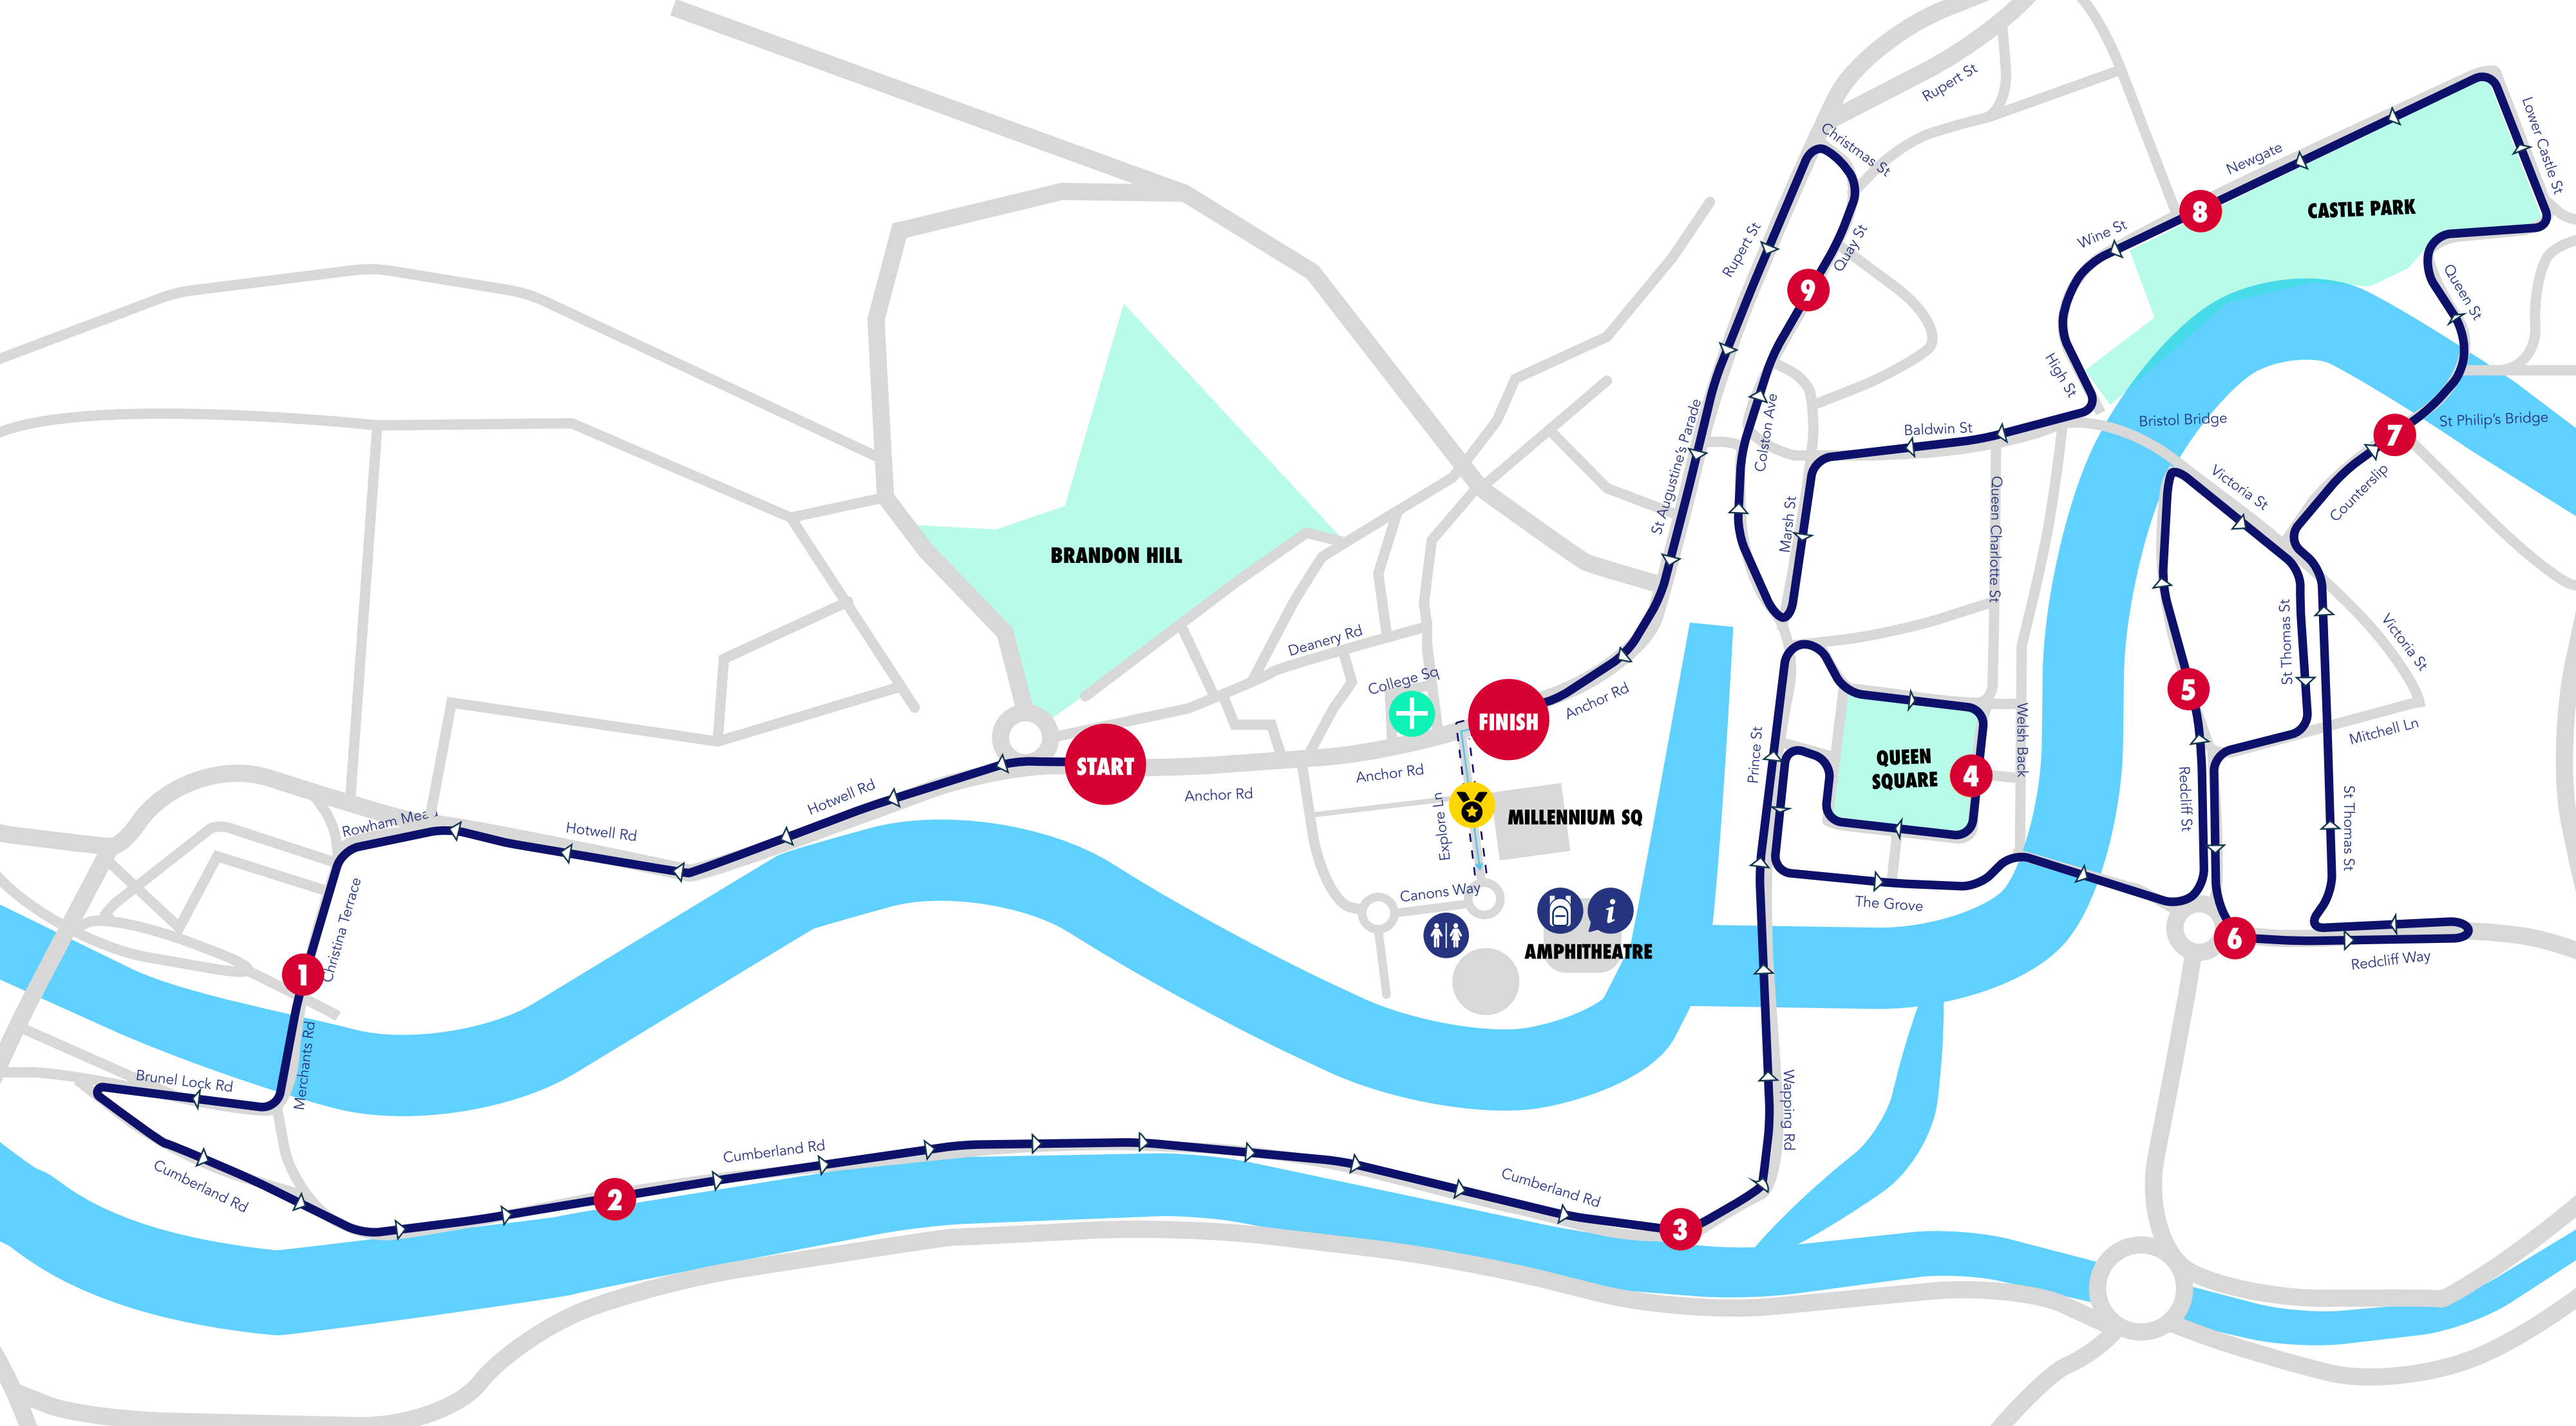 Rupert St
Christmas St
Lower Castle St
Newgate
8
CASTLE PARK
Wine St
Rupert St
Quay St
9
Queen St
High St
Bristol Bridge
St Philip's Bridge
7
Baldwin St
St Augustine's Parade
Colston Ave
Marsh St
Queen Charlotte St
Victoria St
Counterslip
BRANDON HILL
Deanery Rd
College Sq
St Thomas St
Victoria St
FINISH
Anchor Rd
5
START
Anchor Rd
Anchor Rd
Prince St
QUEEN
SQUARE
4
Welsh Back
Mitchell Ln
Hotwell Rd
Hotwell Rd
Rowham Mea
Explore Ln
MILLENNIUM SQ
Redcliff St
St Thomas St
Canons Way
The Grove
i
AMPHITHEATRE
6
Redcliff Way
Christina Terrace
1
Merchants Rd
Brunel Lock Rd
Cumberland Rd
2
Cumberland Rd
Cumberland Rd
3
Wapping Rd